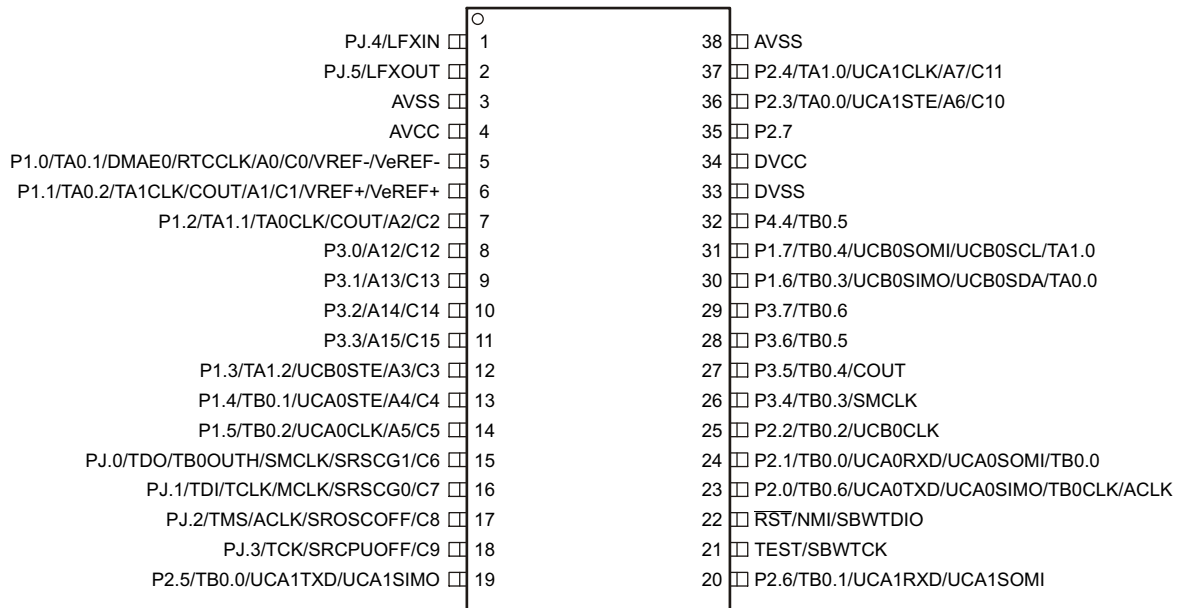 PJ.4/LFXIN 1 38 AVSS
PJ.5/LFXOUT 2 37 P2.4/TA1.0/UCA1CLK/A7/C11
AVSS 3 36 P2.3/TA0.0/UCA1STE/A6/C10
AVCC 4 35 P2.7
P1.0/TA0.1/DMAE0/RTCCLK/A0/C0/VREF-/VeREF- 5 34 DVCC
P1.1/TA0.2/TA1CLK/COUT/A1/C1/VREF+/VeREF+ 6 33 DVSS
P1.2/TA1.1/TA0CLK/COUT/A2/C2 7 32 P4.4/TB0.5
P3.0/A12/C12 8 31 P1.7/TB0.4/UCB0SOMI/UCB0SCL/TA1.0
P3.1/A13/C13 9 30 P1.6/TB0.3/UCB0SIMO/UCB0SDA/TA0.0
P3.2/A14/C14 10 29 P3.7/TB0.6
P3.3/A15/C15 11 28 P3.6/TB0.5
P1.3/TA1.2/UCB0STE/A3/C3 12 27 P3.5/TB0.4/COUT
P1.4/TB0.1/UCA0STE/A4/C4 13 26 P3.4/TB0.3/SMCLK
P1.5/TB0.2/UCA0CLK/A5/C5 14 25 P2.2/TB0.2/UCB0CLK
PJ.0/TDO/TB0OUTH/SMCLK/SRSCG1/C6 15 24 P2.1/TB0.0/UCA0RXD/UCA0SOMI/TB0.0
PJ.1/TDI/TCLK/MCLK/SRSCG0/C7 16 23 P2.0/TB0.6/UCA0TXD/UCA0SIMO/TB0CLK/ACLK
PJ.2/TMS/ACLK/SROSCOFF/C8 17 22 RST/NMI/SBWTDIO
PJ.3/TCK/SRCPUOFF/C9 18 21 TEST/SBWTCK
P2.5/TB0.0/UCA1TXD/UCA1SIMO 19 20 P2.6/TB0.1/UCA1RXD/UCA1SOMI